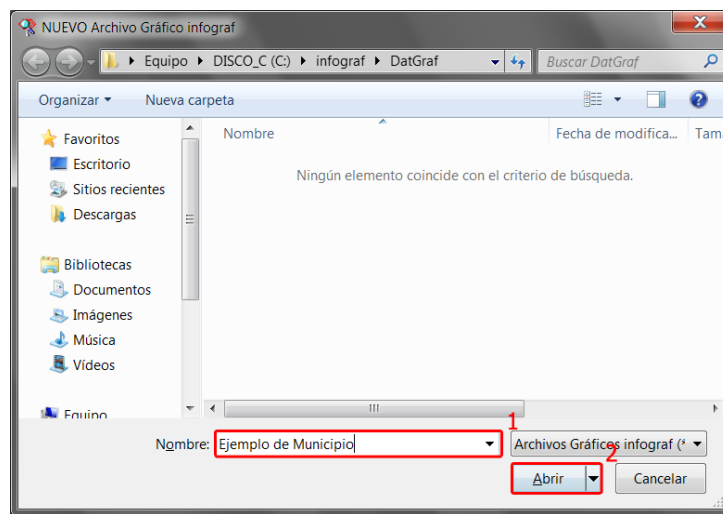 NUEVO Archivo Gráfico infograf
Equipo DISCO_C (C:) infograf DatGraf
Buscar DatGraf
Organizar Nueva carpeta
Nombre Fecha de modifica... Tam
Ningún elemento coincide con el criterio de búsqueda.
Favoritos
Escritorio
Sitios recientes
Descargas
Bibliotecas
Documentos
Imágenes
Música
Vídeos
Equipo
1
Nombre: Ejemplo de Municipio
Archivos Gráficos infograf (*
2
Abrir Cancelar